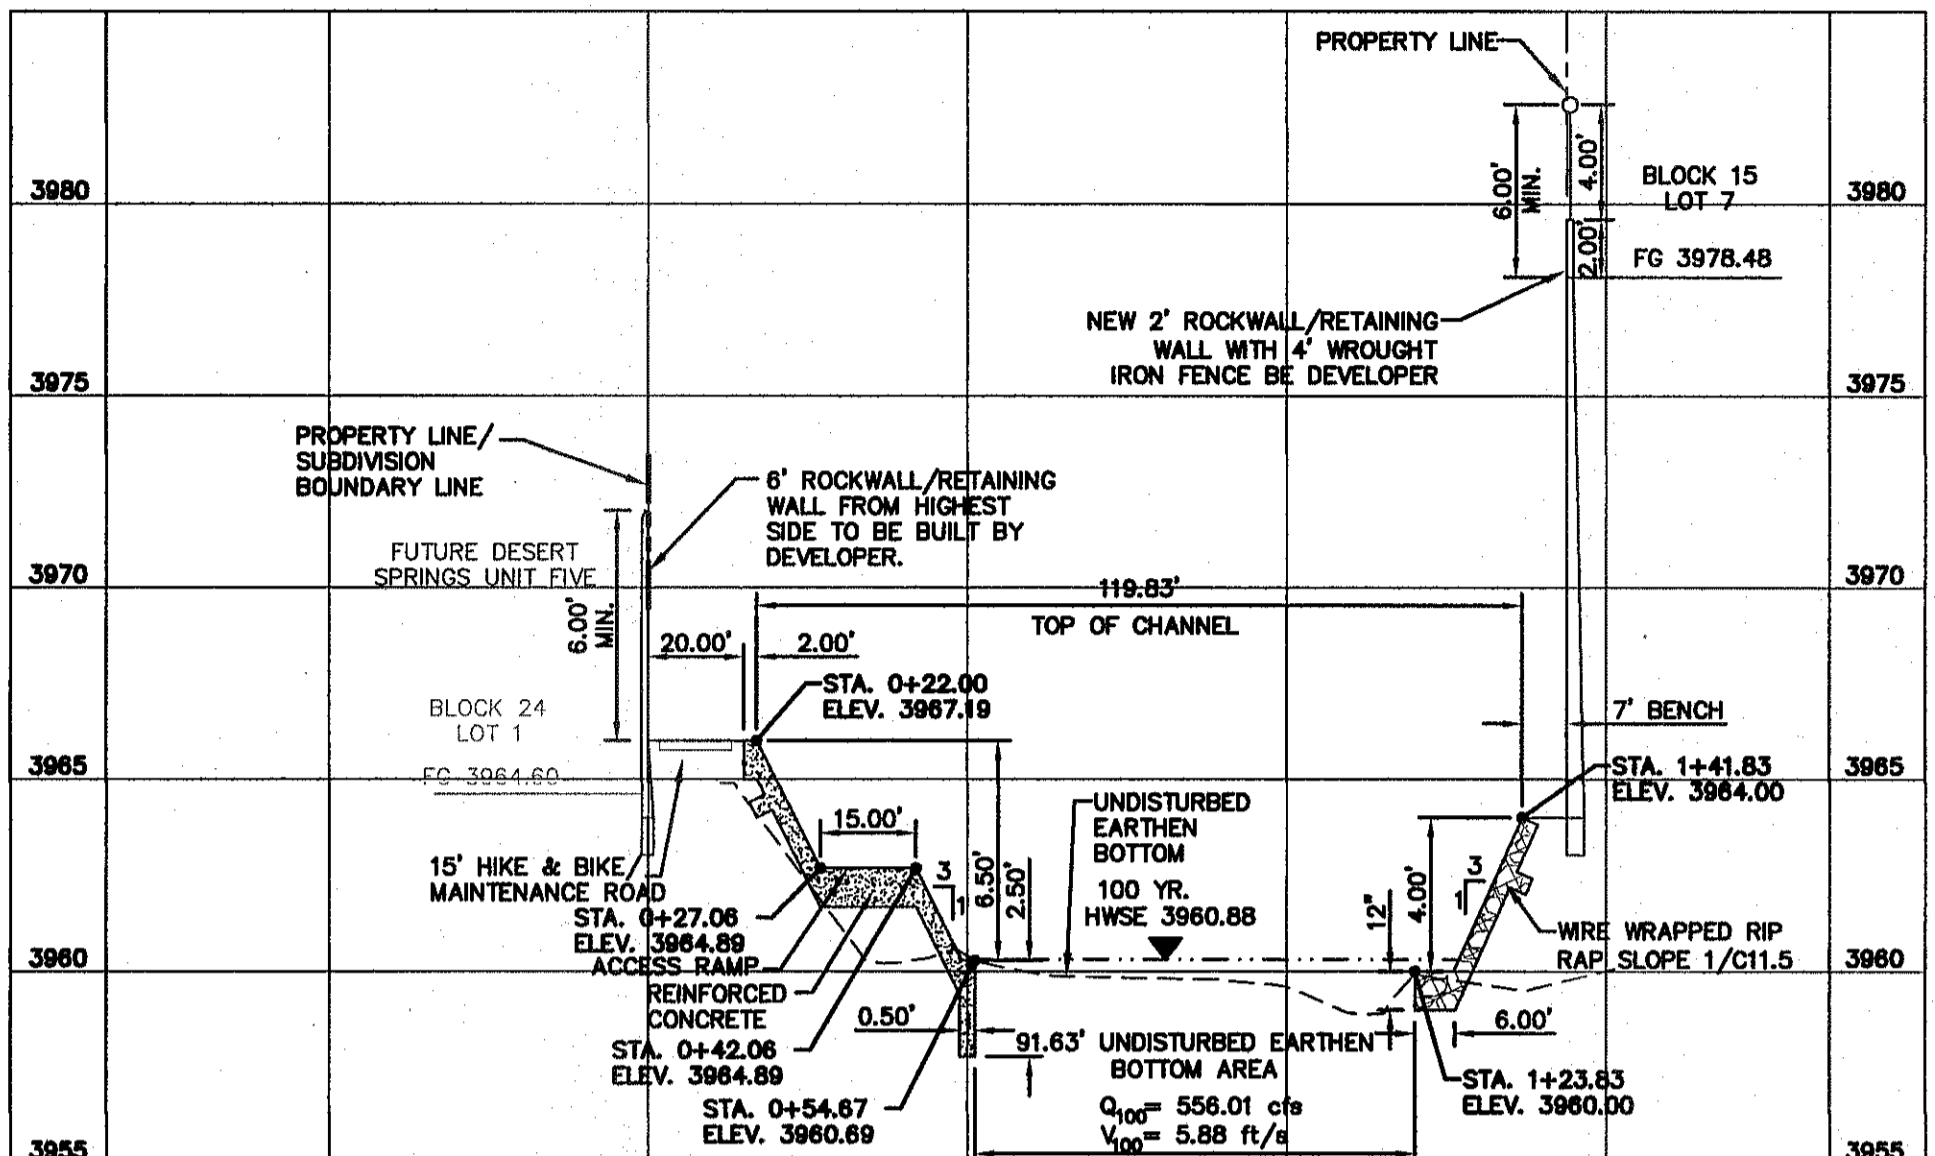 PROPERTY LINE
6.00'
MIN.
4.00'
BLOCK 15
LOT 7
3980
3980
2.00'
FG 3978.48
NEW 2' ROCKWALL/RETAINING
WALL WITH 4' WROUGHT
IRON FENCE BE DEVELOPER
3975
3975
PROPERTY LINE/
SUBDIVISION
BOUNDARY LINE
6' ROCKWALL/RETAINING
WALL FROM HIGHEST
SIDE TO BE BUILT BY
DEVELOPER.
FUTURE DESERT
SPRINGS UNIT FIVE
3970
3970
6.00'
MIN.
119.83'
TOP OF CHANNEL
20.00'
2.00'
STA. 0+22.00
ELEV. 3967.19
BLOCK 24
LOT 1
7' BENCH
3965
FG 3964.60
3965
STA. 1+41.83
ELEV. 3964.00
15.00'
UNDISTURBED
EARTHEN
BOTTOM
15' HIKE & BIKE/
MAINTENANCE ROAD
3
1
6.50'
2.50'
100 YR.
HWSE 3960.88
12"
4.00'
3
1
STA. 0+27.06
ELEV. 3964.89
ACCESS RAMP
WIRE WRAPPED RIP
RAP SLOPE 1/C11.5
3960
3960
REINFORCED
CONCRETE
0.50'
6.00'
STA. 0+42.06
ELEV. 3964.89
91.63' UNDISTURBED EARTHEN
BOTTOM AREA
STA. 1+23.83
ELEV. 3960.00
STA. 0+54.67
ELEV. 3960.69
Q100= 556.01 cfs
V100= 5.88 ft/s
3955
3955